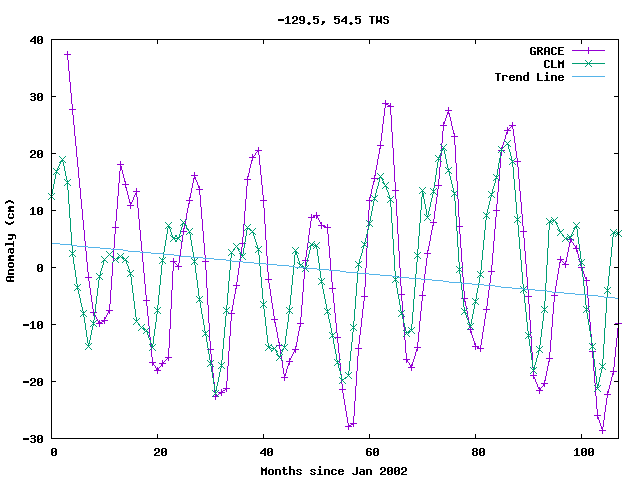 -129.5, 54.5 TWS
40
GRACE
CLM
Trend Line
30
20
10
0
-10
-20
-30
Anomaly (cm)
0 20 40 60 80 100
Months since Jan 2002